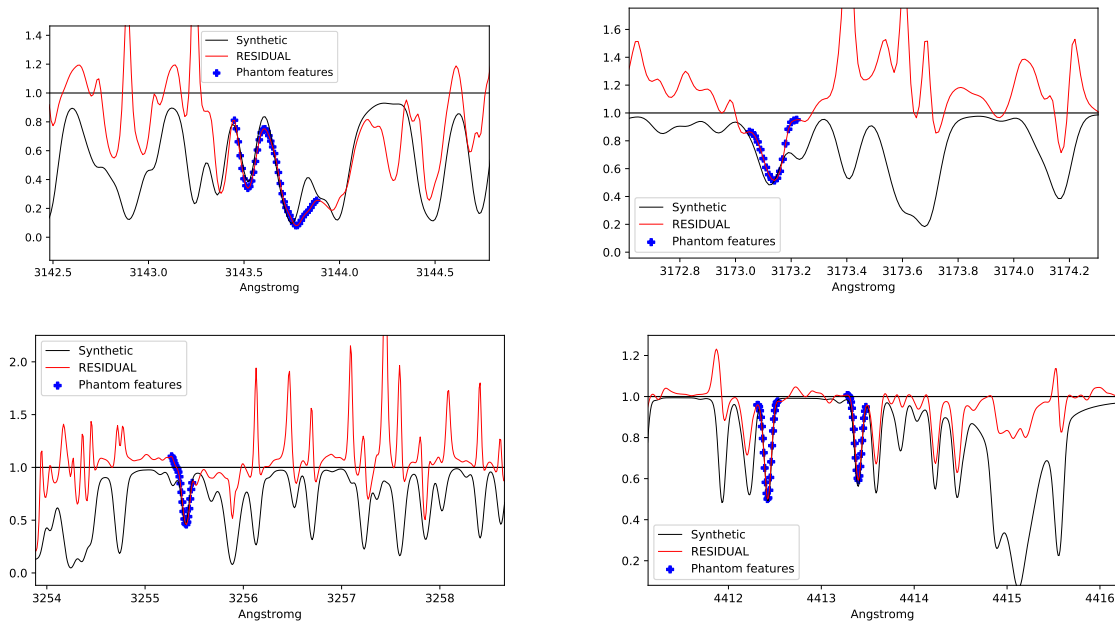 1.4
1.2
1.0
0.8
0.6
0.4
0.2
0.0
Synthetic
RESIDUAL
Phantom features
3142.5 3143.0 3143.5 3144.0 3144.5
Angstromg
1.6
1.4
1.2
1.0
0.8
0.6
0.4
0.2
0.0
Synthetic
RESIDUAL
Phantom features
3172.8 3173.0 3173.2 3173.4 3173.6 3173.8 3174.0 3174.2
Angstromg
2.0
1.5
1.0
0.5
0.0
Synthetic
RESIDUAL
Phantom features
3254 3255 3256 3257 3258
Angstromg
1.2
1.0
0.8
0.6
0.4
0.2
Synthetic
RESIDUAL
Phantom features
4412 4413 4414 4415 4416
Angstromg